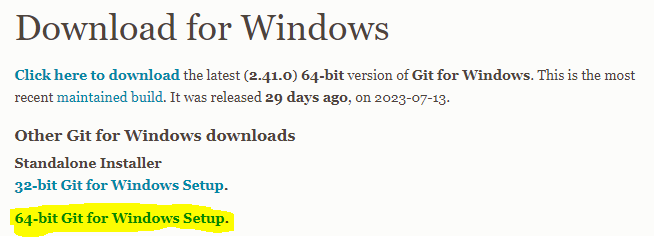 Download for Windows
Click here to download the latest (2.41.0) 64-bit version of Git for Windows. This is the most
recent maintained build. It was released 29 days ago, on 2023-07-13.
Other Git for Windows downloads
Standalone Installer
32-bit Git for Windows Setup.
64-bit Git for Windows Setup.